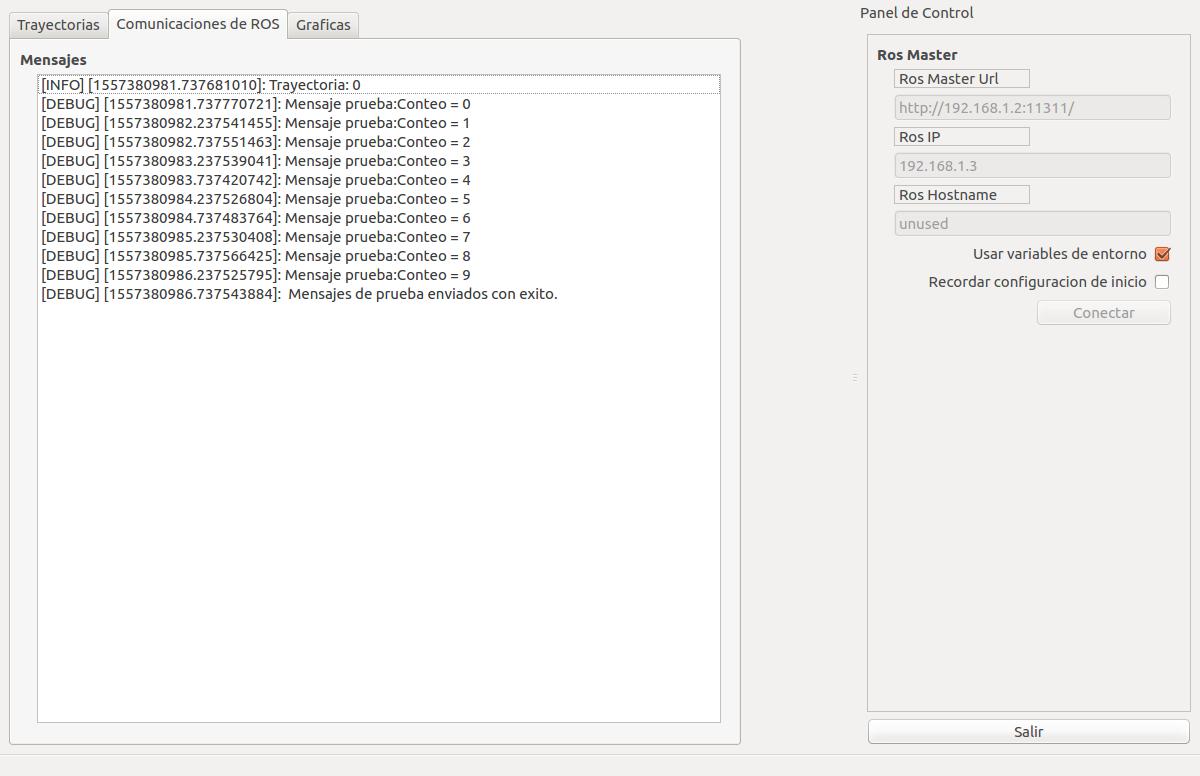 Trayectorias
Comunicaciones de ROS
Graficas
Mensajes
[INFO] [1557380981.737681010]: Trayectoria: 0
[DEBUG] [1557380981.737770721]: Mensaje prueba:Conteo = 0
[DEBUG] [1557380982.237541455]: Mensaje prueba:Conteo = 1
[DEBUG] [1557380982.737551463]: Mensaje prueba:Conteo = 2
[DEBUG] [1557380983.237539041]: Mensaje prueba:Conteo = 3
[DEBUG] [1557380983.737420742]: Mensaje prueba:Conteo = 4
[DEBUG] [1557380984.237526804]: Mensaje prueba:Conteo = 5
[DEBUG] [1557380984.737483764]: Mensaje prueba:Conteo = 6
[DEBUG] [1557380985.237530408]: Mensaje prueba:Conteo = 7
[DEBUG] [1557380985.737566425]: Mensaje prueba:Conteo = 8
[DEBUG] [1557380986.237525795]: Mensaje prueba:Conteo = 9
[DEBUG] [1557380986.737543884]:  Mensajes de prueba enviados con exito.
Panel de Control
Ros Master
Ros Master Url
http://192.168.1.2:11311/
Ros IP
192.168.1.3
Ros Hostname
unused
Usar variables de entorno
Recordar configuracion de inicio
Conectar
Salir